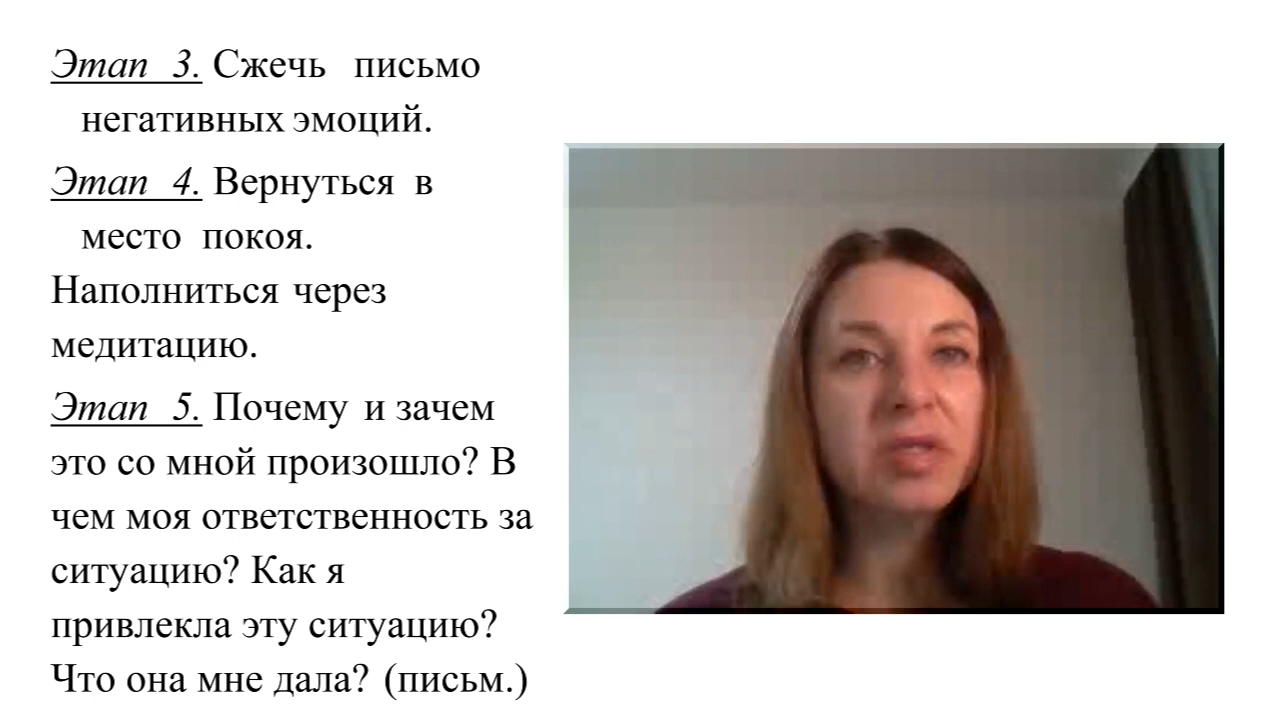 Этап 3. Сжечь письмо
негативных эмоций.
Этап 4. Вернуться в
место покоя.
Наполниться через
медитацию.
Этап 5. Почему и зачем
это со мной произошло? В
чем моя ответственность за
ситуацию? Как я
привлекла эту ситуацию?
Что она мне дала? (письм.)